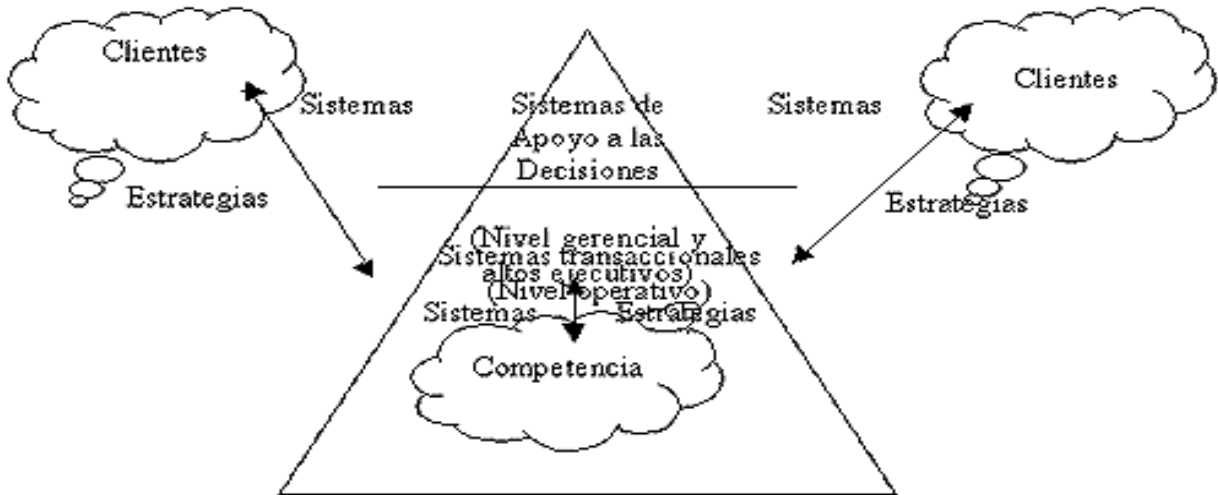 Clientes
Clientes
Sistemas
Sistemas de
Sistemas
Apoyo a las
Decisiones
Estrategias
Estrategias
(Nivel gerencial y
Sistemas transaccionales
altos ejecutivos)
(Nivel operativo)
Sistemas
Estrategias
Competencia